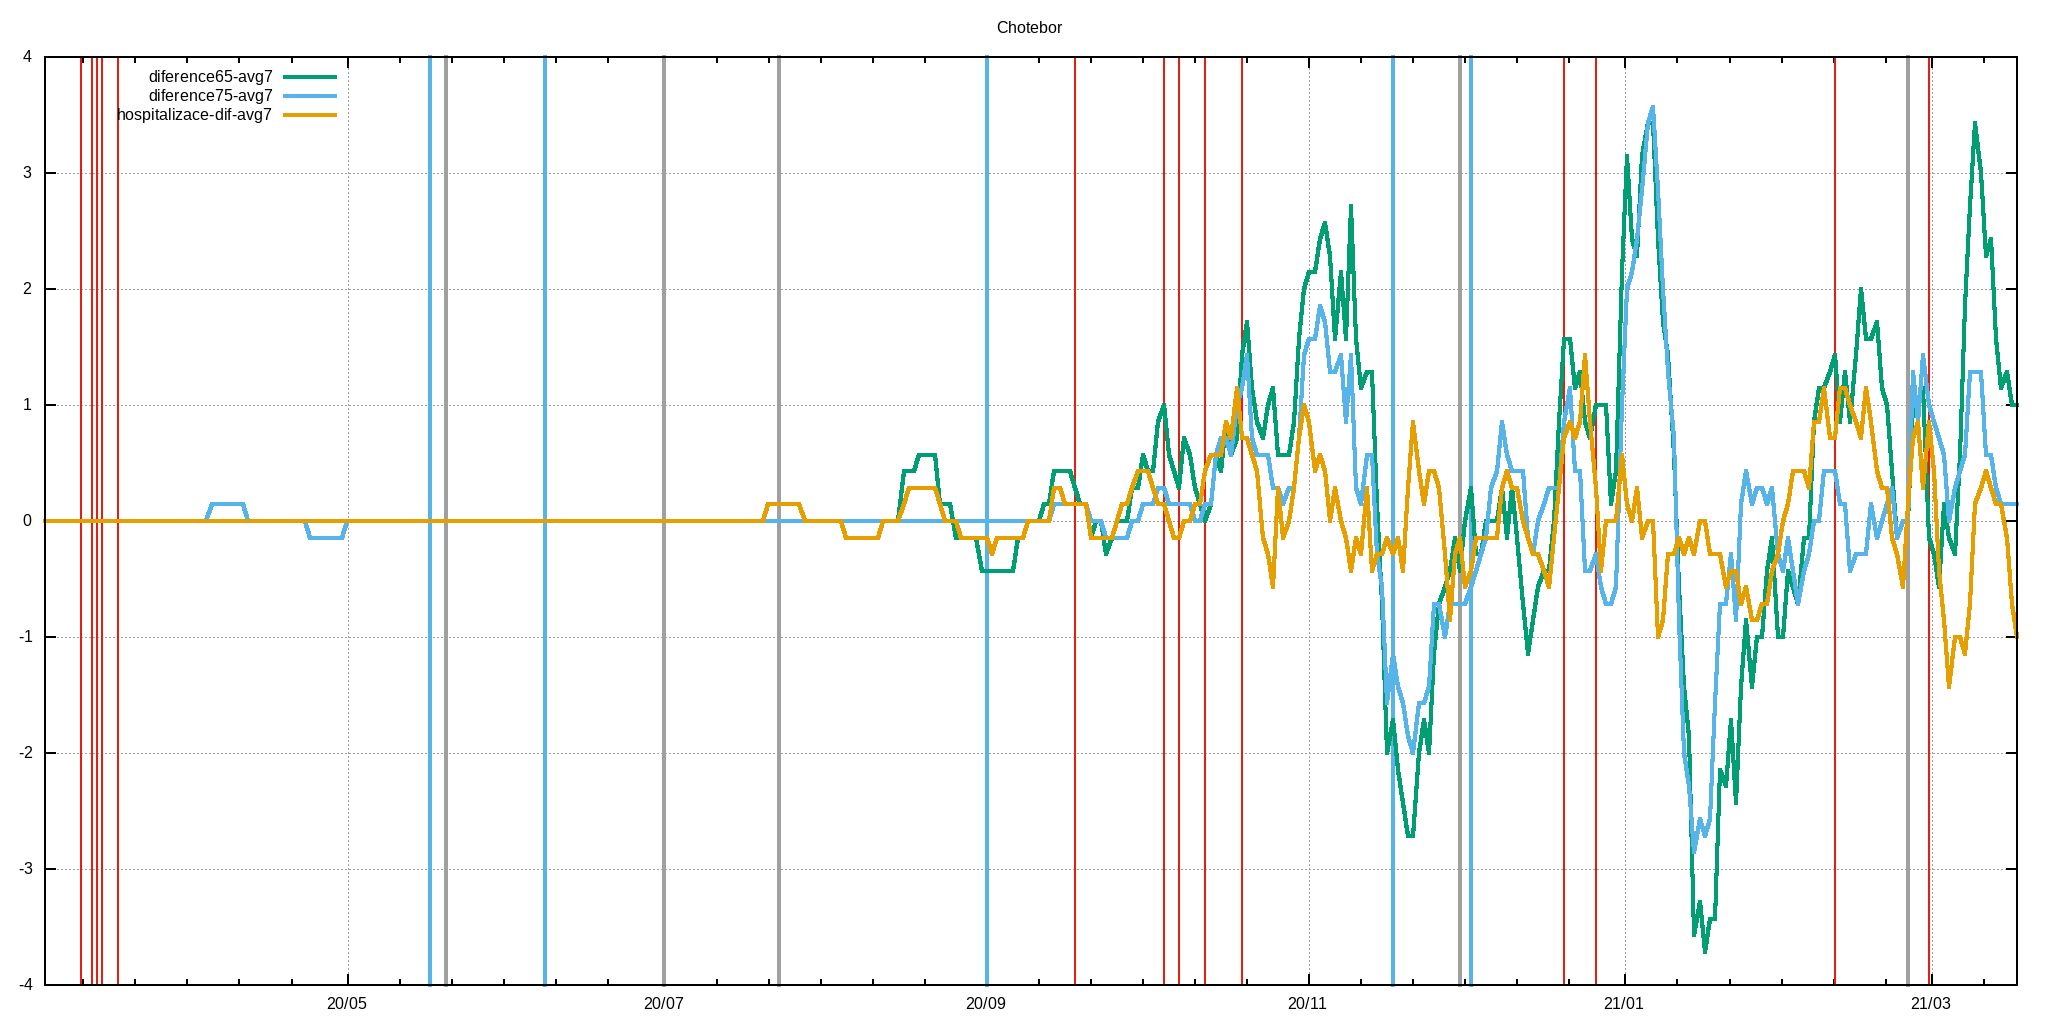 Chotebor
diference65-avg7
diference75-avg7
hospitalizace-dif-avg7
4
3
2
1
0
-1
-2
-3
-4
20/05 20/07 20/09 20/11 21/01 21/03